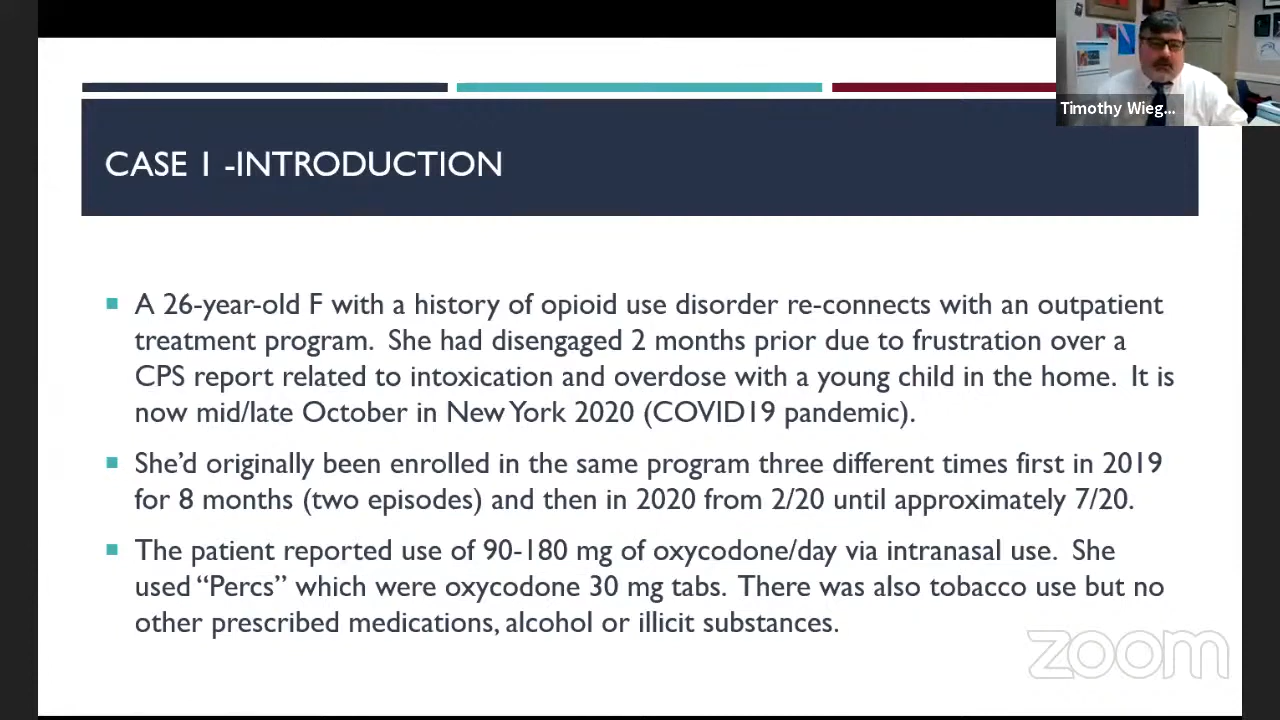 Timothy Wieg...
CASE 1 -INTRODUCTION
A 26-year-old F with a history of opioid use disorder re-connects with an outpatient
treatment program.  She had disengaged 2 months prior due to frustration over a
CPS report related to intoxication and overdose with a young child in the home.  It is
now mid/late October in New York 2020 (COVID19 pandemic).
She’d originally been enrolled in the same program three different times first in 2019
for 8 months (two episodes) and then in 2020 from 2/20 until approximately 7/20.
The patient reported use of 90-180 mg of oxycodone/day via intranasal use.  She
used “Percs” which were oxycodone 30 mg tabs.  There was also tobacco use but no
other prescribed medications, alcohol or illicit substances.
zoom